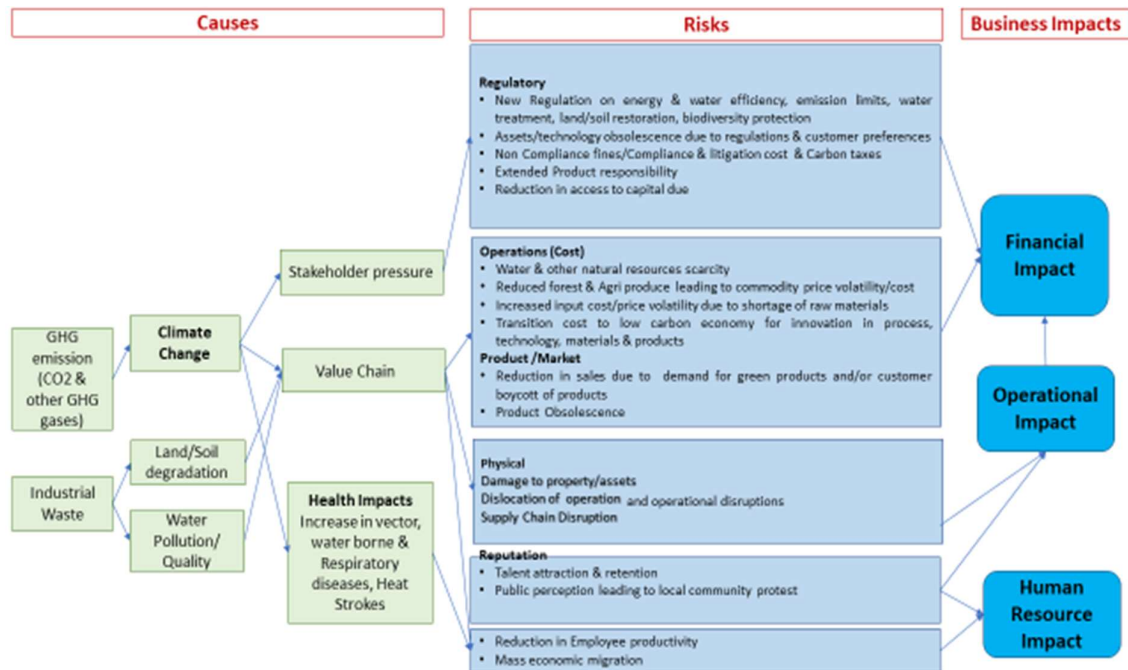 Causes
Risks
Business Impacts
GHG
emission
(CO2 &
other GHG
gases)
Industrial
Waste
Climate
Change
Land/Soil
degradation
Water
Pollution/
Quality
Stakeholder pressure
Value Chain
Health Impacts
Increase in vector,
water borne &
Respiratory
diseases, Heat
Strokes
Regulatory
• New Regulation on energy & water efficiency, emission limits, water
treatment, land/soil restoration, biodiversity protection
• Assets/technology obsolescence due to regulations & customer preferences
• Non Compliance fines/Compliance & litigation cost & Carbon taxes
• Extended Product responsibility
• Reduction in access to capital due
Operations (Cost)
• Water & other natural resources scarcity
• Reduced forest & Agri produce leading to commodity price volatility/cost
• Increased input cost/price volatility due to shortage of raw materials
• Transition cost to low carbon economy for innovation in process,
technology, materials & products
Product /Market
• Reduction in sales due to demand for green products and/or customer
boycott of products
• Product Obsolescence
Physical
Damage to property/assets
Dislocation of operation and operational disruptions
Supply Chain Disruption
Reputation
• Talent attraction & retention
• Public perception leading to local community protest
• Reduction in Employee productivity
• Mass economic migration
Financial
Impact
Operational
Impact
Human
Resource
Impact